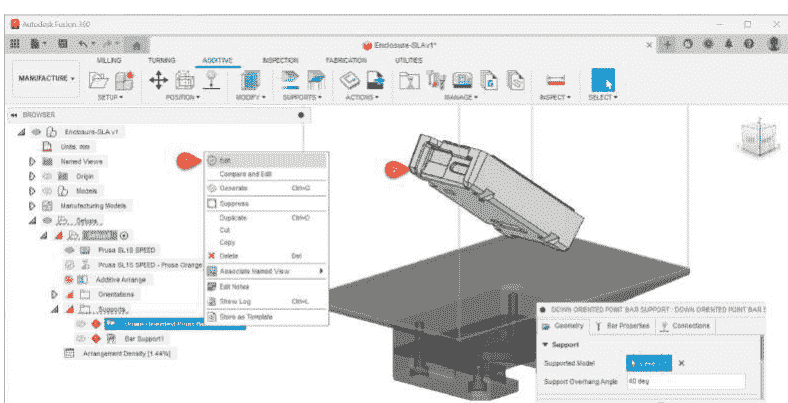 Autodesk Fusion 360
Enclosure-SLA v1*
MILLING TURNING ADDITIVE INSPECTION FABRICATION UTILITIES
MANUFACTURE
SETUP POSITION MODIFY SUPPORTS ACTIONS MANAGE INSPECT SELECT
BROWSER
Enclosure-SLA v1
Units: mm
Named Views
Origin
Models
Manufacturing Models
Setups
Prusa SL1S SPEED
Prusa SL1S SPEED - Prusa Orange
Additive Arrange
Orientations
Supports
Down Oriented Point Bar
Bar Support1
Arrangement Density [1.44%]
Edit
Compare and Edit
Generate Ctrl+G
Suppress
Duplicate Ctrl+D
Cut
Copy
Delete Del
Associate Named View
Edit Notes
Show Log Ctrl+L
Store as Template
DOWN ORIENTED POINT BAR SUPPORT : DOWN ORIENTED POINT BAR S
Geometry Bar Properties Connections
Support
Supported Model
Support Overhang Angle 40 deg